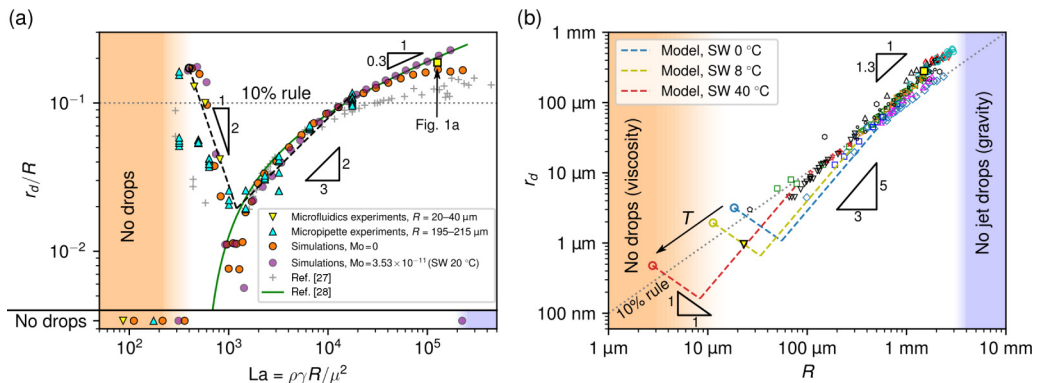 (a)
r_d/R
10⁻¹
10⁻²
No drops
No drops
10% rule
1
2
0.3
1
Fig. 1a
2
3
Microfluidics experiments, R = 20–40 μm
Micropipette experiments, R = 195–215 μm
Simulations, Mo = 0
Simulations, Mo = 3.53 × 10⁻¹¹ (SW 20 °C)
Ref. [27]
Ref. [28]
10² 10³ 10⁴ 10⁵
La = ργR/μ²
(b)
r_d
1 mm
100 μm
10 μm
1 μm
100 nm
Model, SW 0 °C
Model, SW 8 °C
Model, SW 40 °C
1
1.3
No drops (viscosity)
No jet drops (gravity)
T
10% rule
5
3
1
1
1 μm 10 μm 100 μm 1 mm 10 mm
R